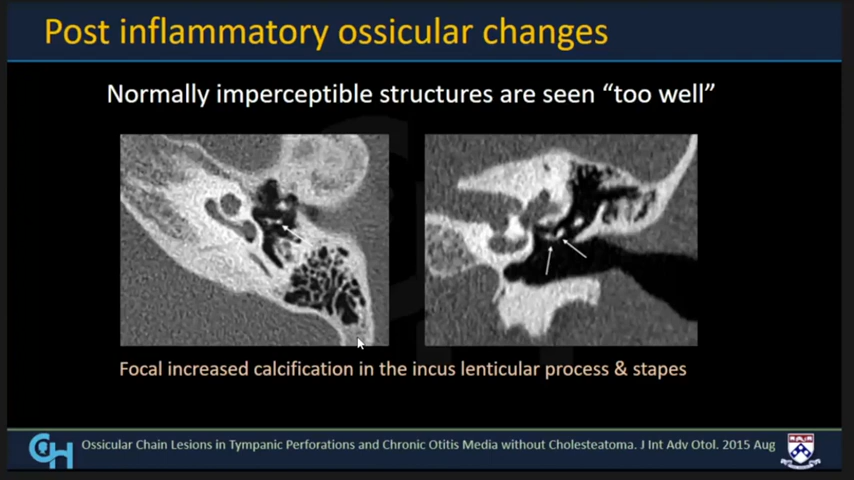 Post inflammatory ossicular changes
Normally imperceptible structures are seen “too well”
Focal increased calcification in the incus lenticular process & stapes
CH
Ossicular Chain Lesions in Tympanic Perforations and Chronic Otitis Media without Cholesteatoma. J Int Adv Otol. 2015 Aug